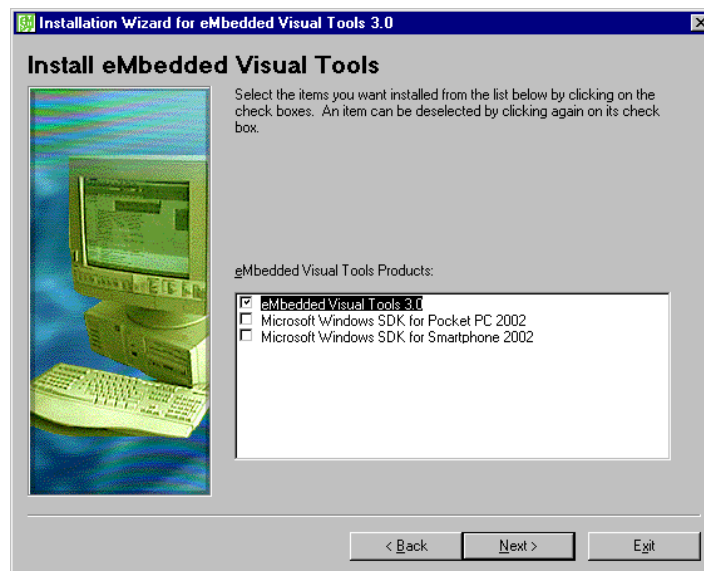 Installation Wizard for eMbedded Visual Tools 3.0
Install eMbedded Visual Tools
Select the items you want installed from the list below by clicking on the
check boxes. An item can be deselected by clicking again on its check
box.
eMbedded Visual Tools Products:
eMbedded Visual Tools 3.0
Microsoft Windows SDK for Pocket PC 2002
Microsoft Windows SDK for Smartphone 2002
< Back Next > Exit